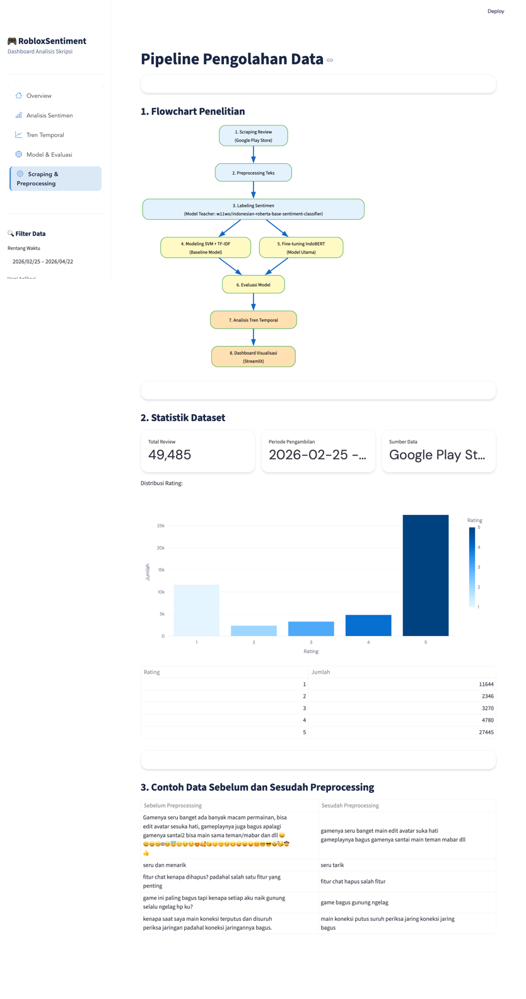 Deploy
🎮 RobloxSentiment
Dashboard Analisis Skripsi
Overview
Analisis Sentimen
Tren Temporal
Model & Evaluasi
Scraping &
Preprocessing
🔍 Filter Data
Rentang Waktu
2026/02/25 – 2026/04/22
Versi Aplikasi
Pipeline Pengolahan Data
1. Flowchart Penelitian
1. Scraping Review
(Google Play Store)
2. Preprocessing Teks
3. Labeling Sentimen
(Model Teacher: w11wo/indonesian-roberta-base-sentiment-classifier)
4. Modeling SVM + TF-IDF
(Baseline Model)
5. Fine-tuning IndoBERT
(Model Utama)
6. Evaluasi Model
7. Analisis Tren Temporal
8. Dashboard Visualisasi
(Streamlit)
2. Statistik Dataset
Total Review
49,485
Periode Pengambilan
2026-02-25 -...
Sumber Data
Google Play St...
Distribusi Rating:
Jumlah
25k
20k
15k
10k
5k
0
1 2 3 4 5
Rating
Rating
5
4
3
2
1
Rating Jumlah
1 11644
2 2346
3 3270
4 4780
5 27445
3. Contoh Data Sebelum dan Sesudah Preprocessing
Sebelum Preprocessing Sesudah Preprocessing
Gamenya seru banget ada banyak macam permainan, bisa
edit avatar sesuka hati, gameplaynya juga bagus apalagi
gamenya santai2 bisa main sama teman/mabar dan dll
gamenya seru banget main edit avatar suka hati
gameplaynya bagus gamenya santai main teman mabar dll
seru dan menarik
seru tarik
fitur chat kenapa dihapus? padahal salah satu fitur yang
penting
fitur chat hapus salah fitur
game ini paling bagus tapi kenapa setiap aku naik gunung
selalu ngelag hp ku?
game bagus gunung ngelag
kenapa saat saya main koneksi terputus dan disuruh
periksa jaringan padahal koneksi jaringannya bagus.
main koneksi putus suruh periksa jaring koneksi jaring
bagus